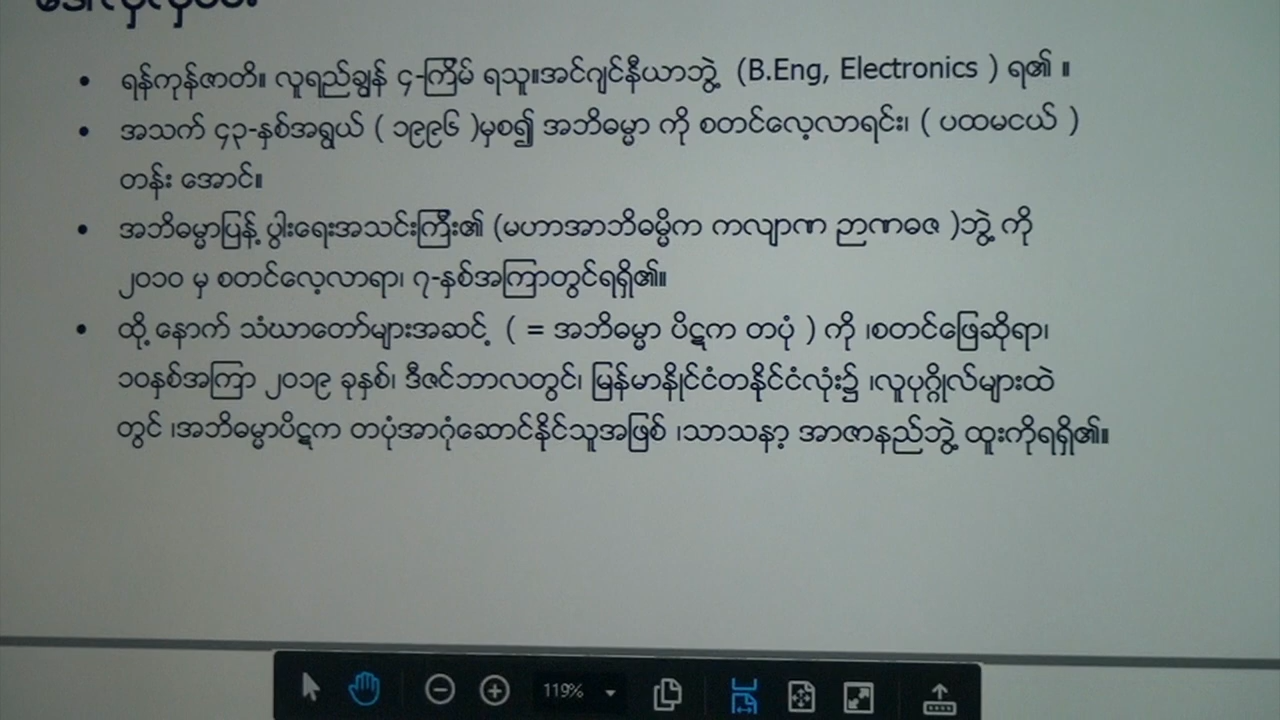 • ရန်ကုန်ဇာတိ။ လူရည်ချွန် ၄-ကြိမ် ရသူ။အင်ဂျင်နီယာဘွဲ့ (B.Eng, Electronics ) ရ၏ ။
• အသက် ၄၃-နှစ်အရွယ် ( ၁၉၉၆ )မှစ၍ အဘိဓမ္မာ ကို စတင်လေ့လာရင်း၊ ( ပထမငယ် )
တန်း အောင်။
• အဘိဓမ္မာပြန့် ပွါးရေးအသင်းကြီး၏ (မဟာအာဘိဓမ္မိက ကလျာဏ ဉာဏဓဇ )ဘွဲ့ ကို
၂၀၁၀ မှ စတင်လေ့လာရာ၊ ၇-နှစ်အကြာတွင်ရရှိ၏။
• ထို့ နောက် သံဃာတော်များအဆင့် ( = အဘိဓမ္မာ ပိဋက တပုံ ) ကို ၊စတင်ဖြေဆိုရာ၊
၁၀နှစ်အကြာ ၂၀၁၉ ခုနှစ်၊ ဒီဇင်ဘာလတွင်၊ မြန်မာနိုင်ငံတနိုင်ငံလုံး၌ ၊လူပုဂ္ဂိုလ်များထဲ
တွင် ၊အဘိဓမ္မာပိဋက တပုံအာဂုံဆောင်နိုင်သူအဖြစ် ၊သာသနာ့ အာဇာနည်ဘွဲ့ ထူးကိုရရှိ၏။
119%